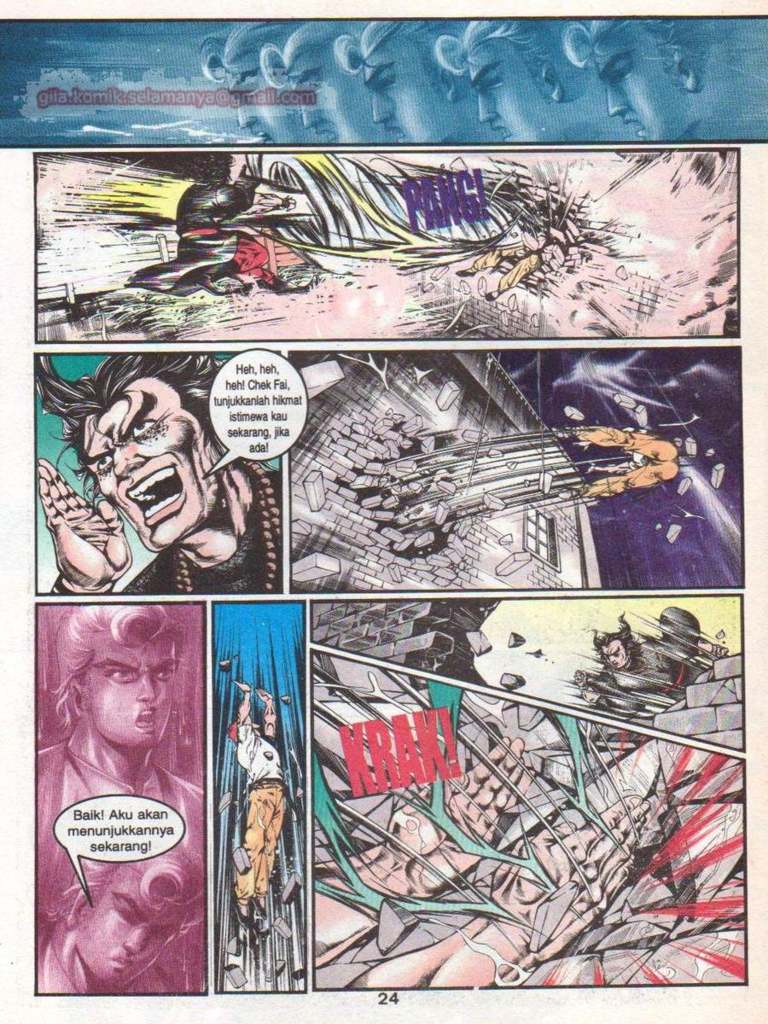 gila.komik.selamanya@gmail.com
PANG!
Heh, heh,
heh! Chek Fai,
tunjukkanlah hikmat
istimewa kau
sekarang, jika
ada!
Baik! Aku akan
menunjukkannya
sekarang!
KRAK!
24